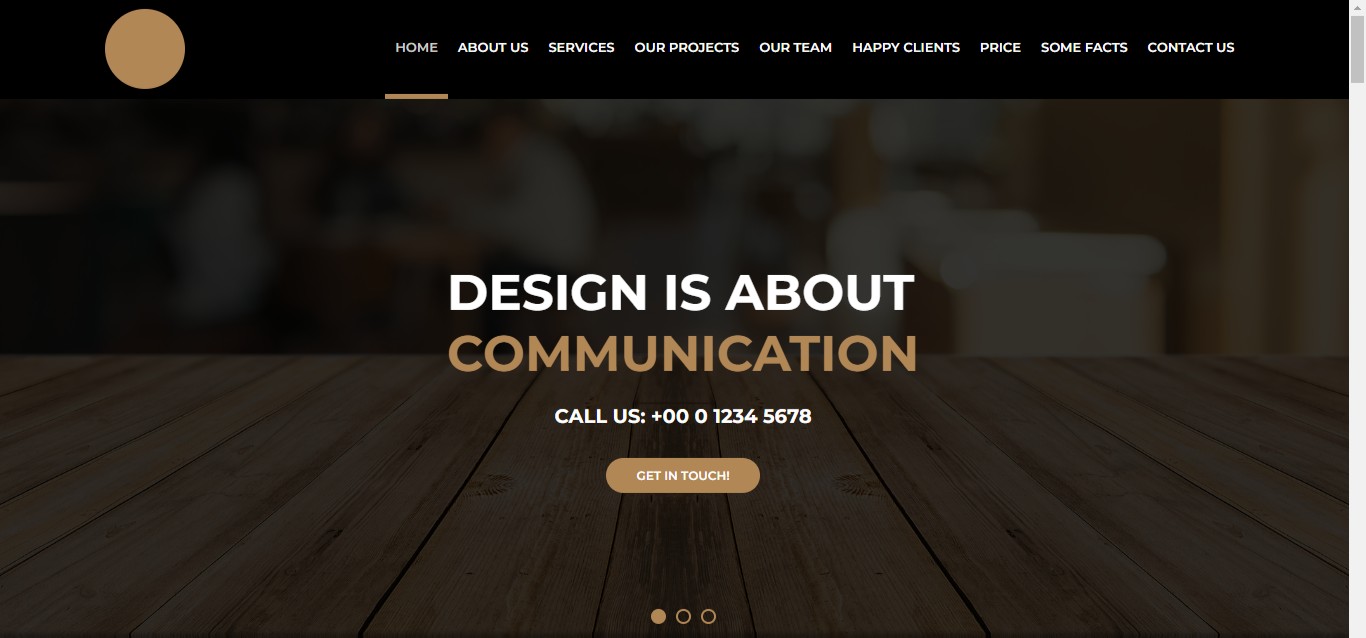 HOME ABOUT US SERVICES OUR PROJECTS OUR TEAM HAPPY CLIENTS PRICE SOME FACTS CONTACT US
DESIGN IS ABOUT
COMMUNICATION
CALL US: +00 0 1234 5678
GET IN TOUCH!